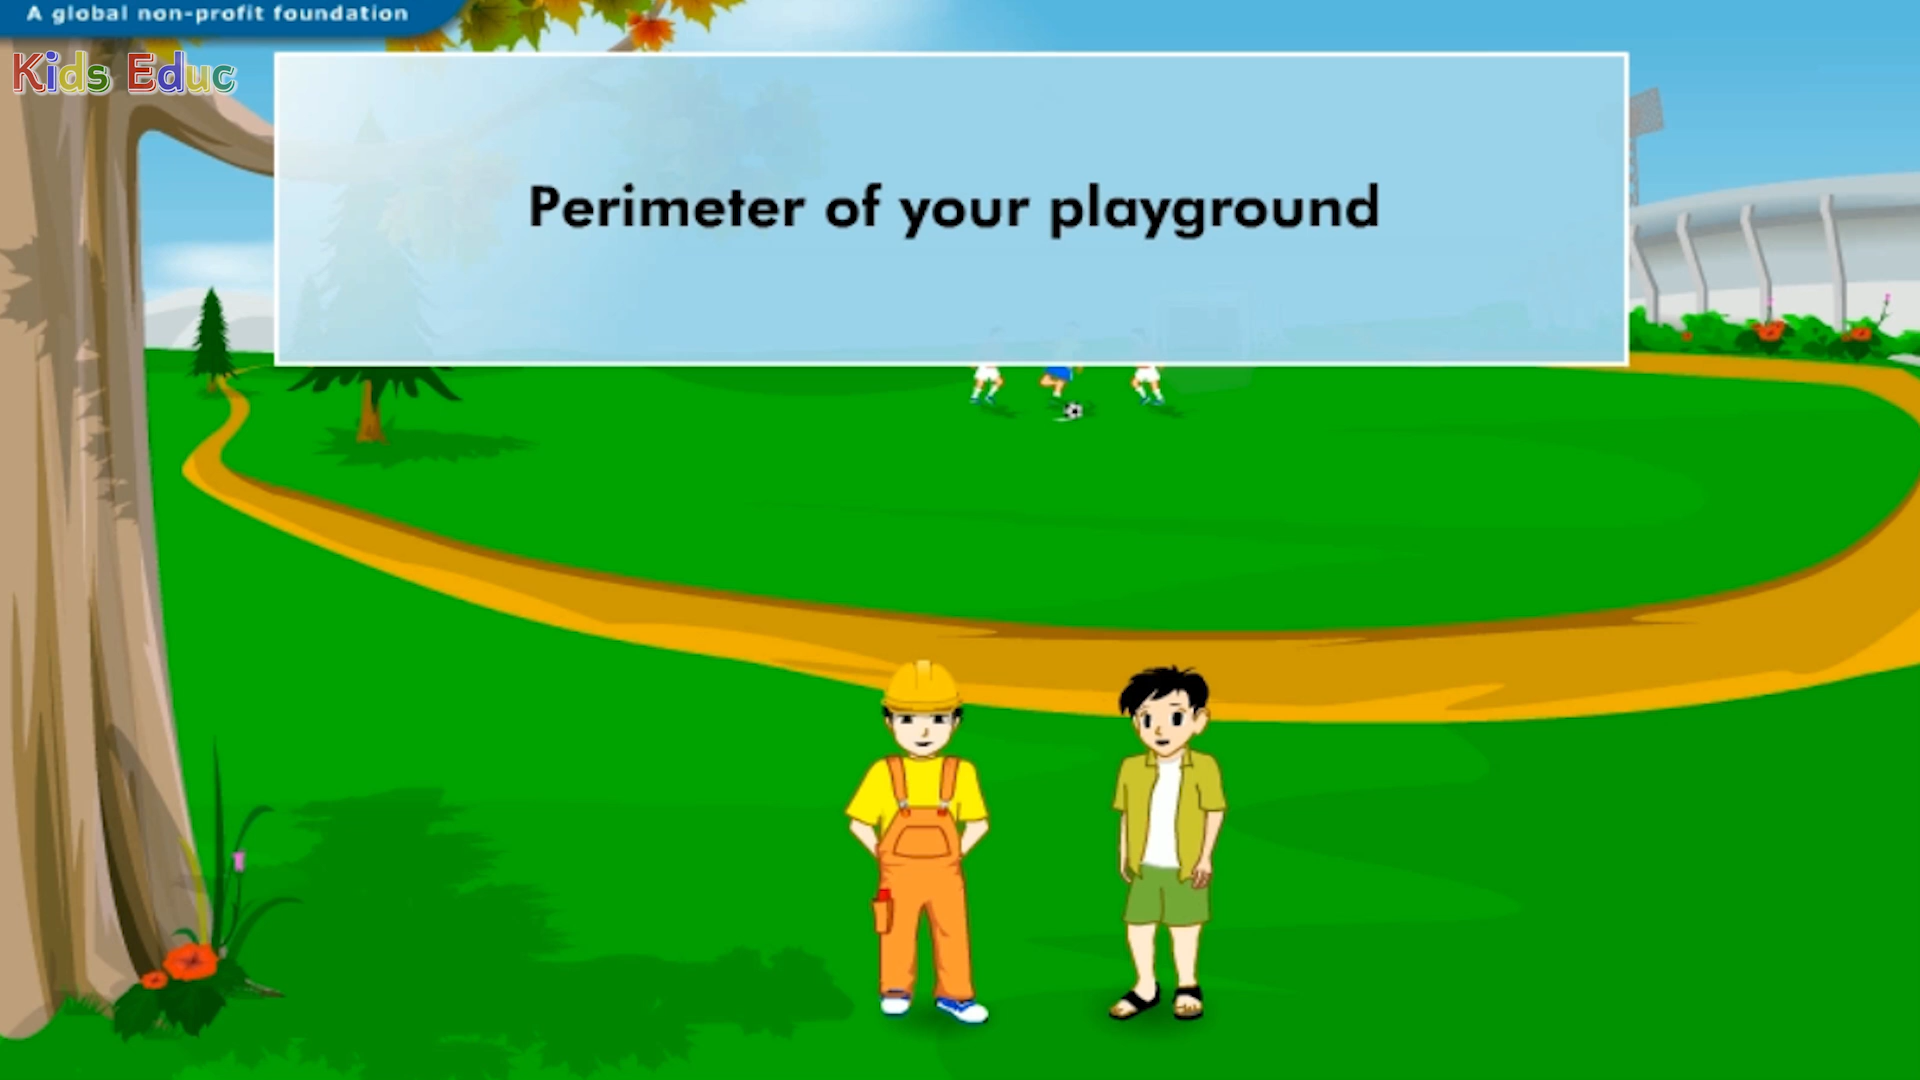 A global non-profit foundation
Kids Educ
Perimeter of your playground